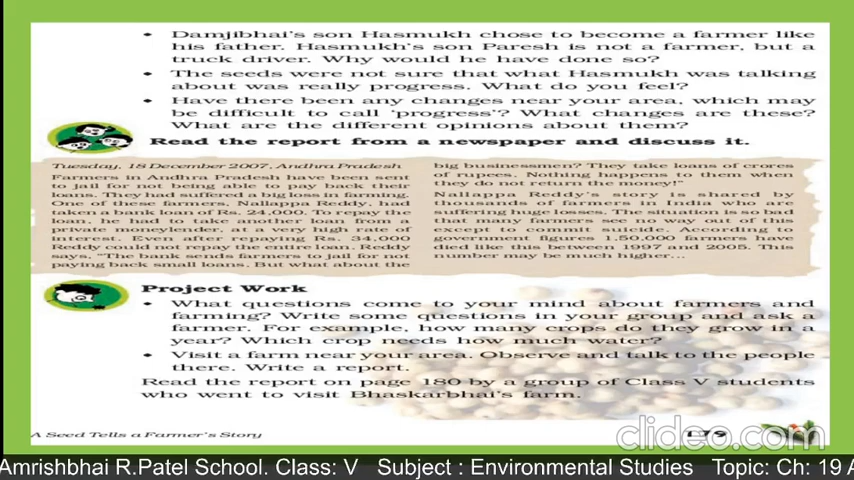 • Damjibhai's son Hasmukh chose to become a farmer like
his father. Hasmukh's son Paresh is not a farmer, but a
truck driver. Why would he have done so?
• The seeds were not sure that what Hasmukh was talking
about was really progress. What do you feel?
• Have there been any changes near your area, which may
be difficult to call 'progress'? What changes are these?
What are the different opinions about them?
Read the report from a newspaper and discuss it.
Tuesday, 18 December 2007, Andhra Pradesh
Farmers in Andhra Pradesh have been sent
to jail for not being able to pay back their
loans. They had suffered a big loss in farming.
One of these farmers, Nallappa Reddy, had
taken a bank loan of Rs. 24,000. To repay the
loan, he had to take another loan from a
private moneylender, at a very high rate of
interest. Even after repaying Rs. 34,000
Reddy could not repay the entire loan. Reddy
says, "The bank sends farmers to jail for not
paying back small loans. But what about the
big businessmen? They take loans of crores
of rupees. Nothing happens to them when
they do not return the money!"
Nallappa Reddy's story is shared by
thousands of farmers in India who are
suffering huge losses. The situation is so bad
that many farmers see no way out of this
except to commit suicide. According to
government figures 1,50,000 farmers have
died like this between 1997 and 2005. This
number may be much higher...
Project Work
• What questions come to your mind about farmers and
farming? Write some questions in your group and ask a
farmer. For example, how many crops do they grow in a
year? Which crop needs how much water?
• Visit a farm near your area. Observe and talk to the people
there. Write a report.
Read the report on page 180 by a group of Class V students
who went to visit Bhaskarbhai's farm.
A Seed Tells a Farmer's Story
179
clideo.com
Amrishbhai R.Patel School. Class: V Subject : Environmental Studies Topic: Ch: 19 A